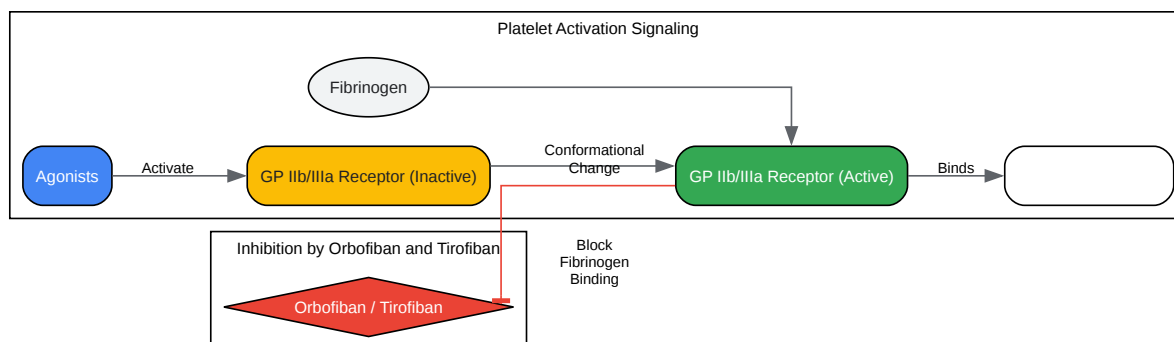 Platelet Activation Signaling
Fibrinogen
Agonists
Activate
GP IIb/IIIa Receptor (Inactive)
Conformational
Change
GP IIb/IIIa Receptor (Active)
Binds
Inhibition by Orbofiban and Tirofiban
Block
Fibrinogen
Binding
Orbofiban / Tirofiban